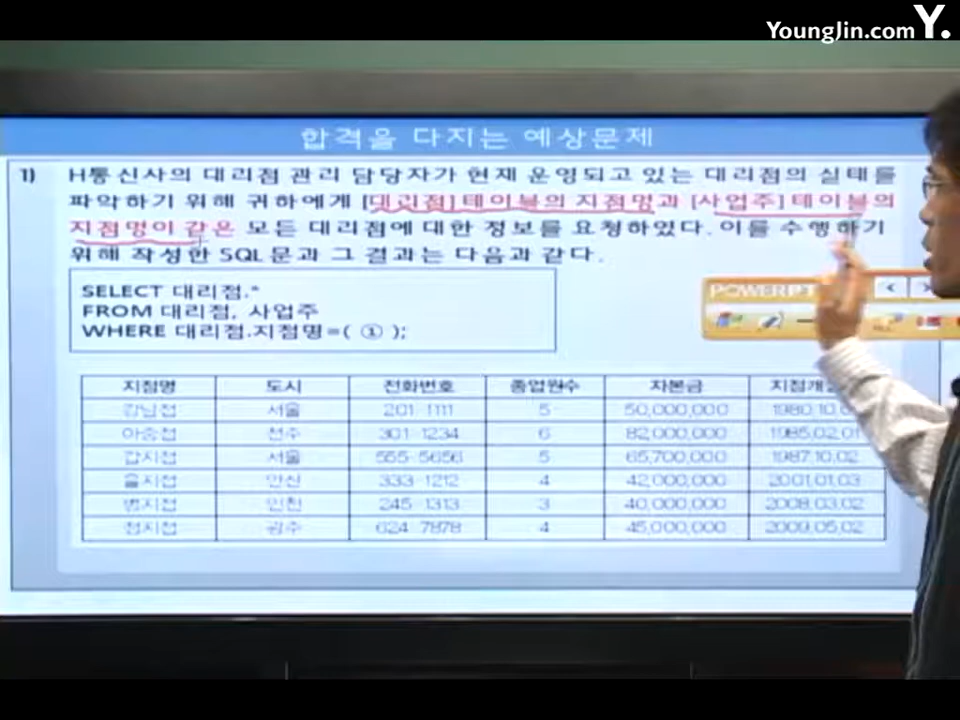 YoungJin.com Y.
합격을 다지는 예상문제
1) H통신사의 대리점 관리 담당자가 현재 운영되고 있는 대리점의 실태를
파악하기 위해 귀하에게 [대리점] 테이블의 지점명과 [사업주] 테이블의
지점명이 같은 모든 대리점에 대한 정보를 요청하였다. 이를 수행하기
위해 작성한 SQL 문과 그 결과는 다음과 같다.
SELECT 대리점.*
FROM 대리점, 사업주
WHERE 대리점.지점명=( ① );
POWERPT
지점명 도시 전화번호 종업원수 자본금
강남점 서울 201-1111 5 50,000,000
301-1234 6 82,000,000 1985,02,01
갑지점 서울 555-5656 5 65,700,000 1987,10,02
을지점 안산 333-1212 4 42,000,000 2001,01,03
병지점 인천 245-1313 3 40,000,000 2008,03,02
정지점 광주 624-7878 4 45,000,000 2009,05,02